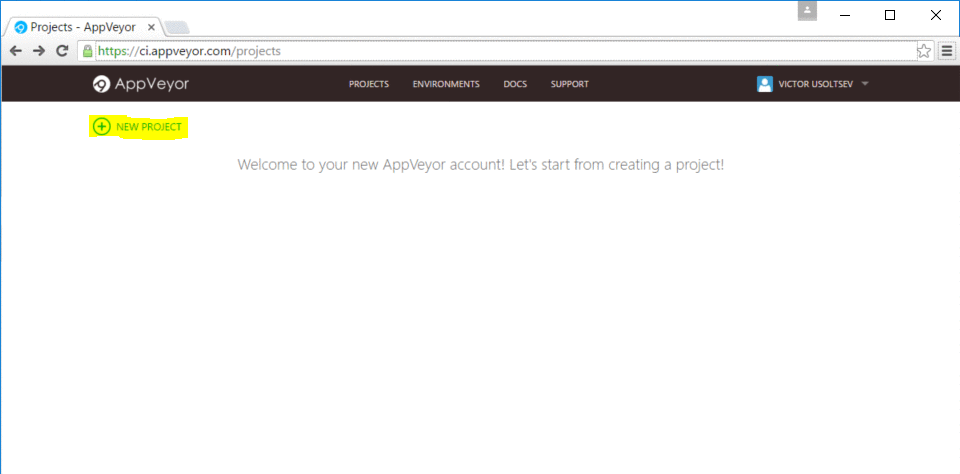 Projects - AppVeyor
https://ci.appveyor.com/projects
AppVeyor PROJECTS ENVIRONMENTS DOCS SUPPORT VICTOR USOLTSEV
NEW PROJECT
Welcome to your new AppVeyor account! Let's start from creating a project!